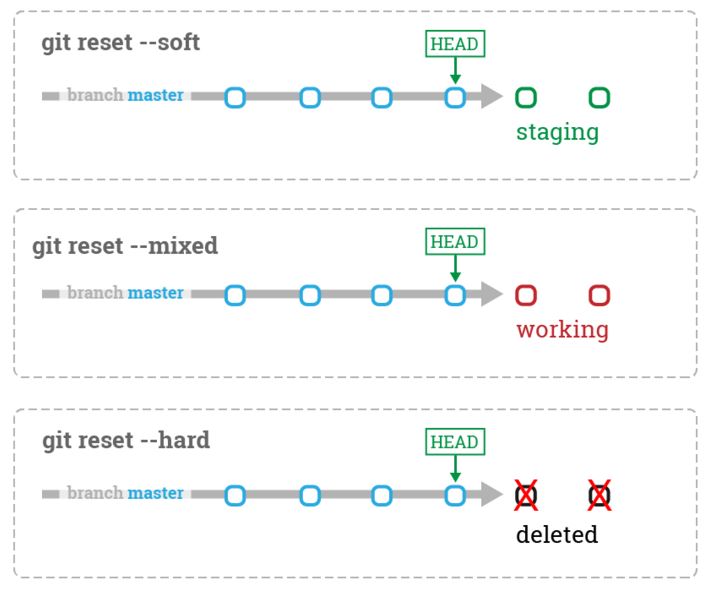 git reset --soft
HEAD
branch master
staging
git reset --mixed
HEAD
branch master
working
git reset --hard
HEAD
branch master
deleted